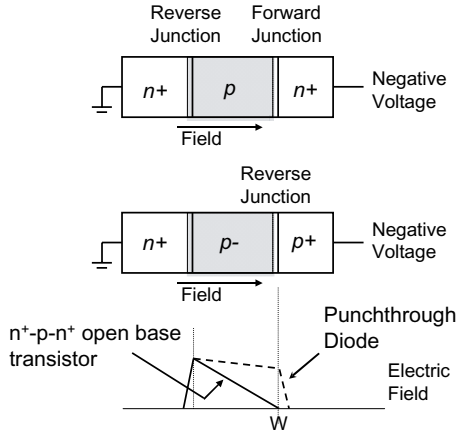 Reverse Junction
Forward Junction
n+
p
n+
Negative Voltage
Field
Reverse Junction
n+
p-
p+
Negative Voltage
Field
n+-p-n+ open base transistor
Punchthrough Diode
Electric Field
W